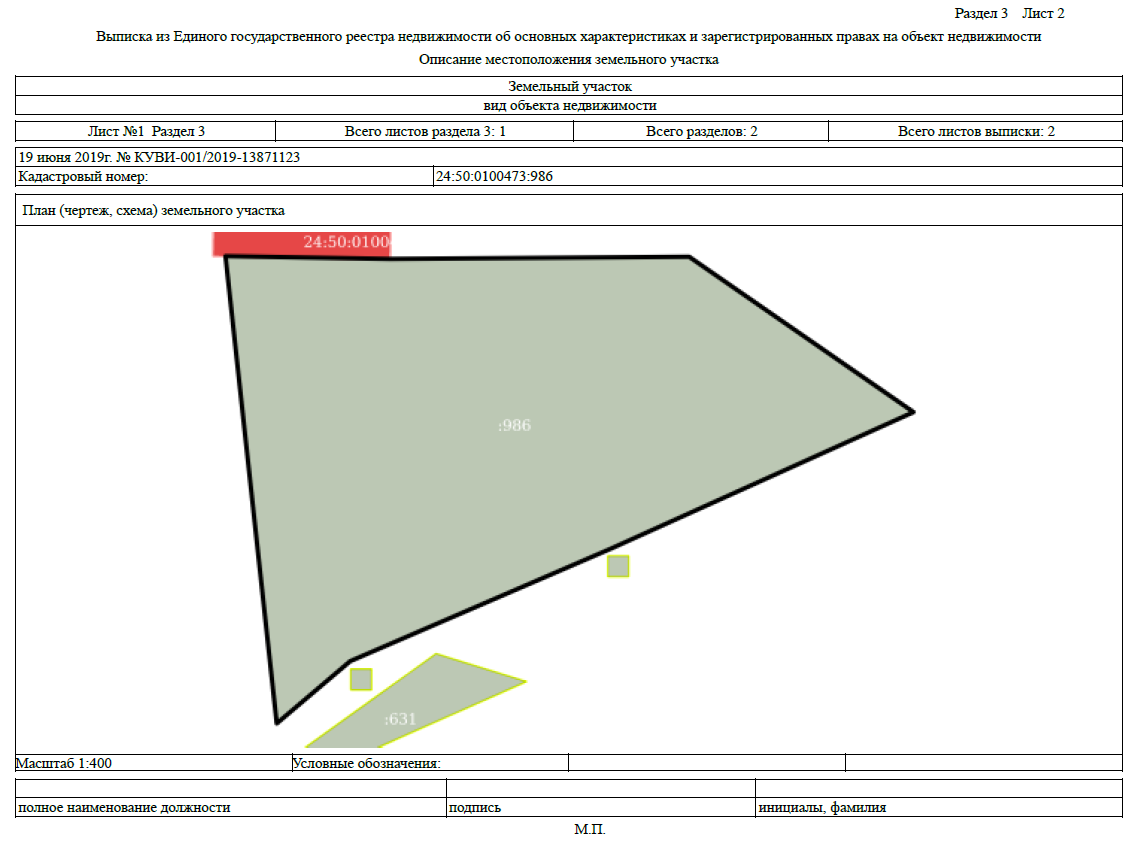 Раздел 3 Лист 2
Выписка из Единого государственного реестра недвижимости об основных характеристиках и зарегистрированных правах на объект недвижимости
Описание местоположения земельного участка
Земельный участок
вид объекта недвижимости
Лист №1 Раздел 3 Всего листов раздела 3: 1 Всего разделов: 2 Всего листов выписки: 2
19 июня 2019г. № КУВИ-001/2019-13871123
Кадастровый номер: 24:50:0100473:986
План (чертеж, схема) земельного участка
24:50:0100
:986
:631
Масштаб 1:400 Условные обозначения:
полное наименование должности подпись инициалы, фамилия
М.П.